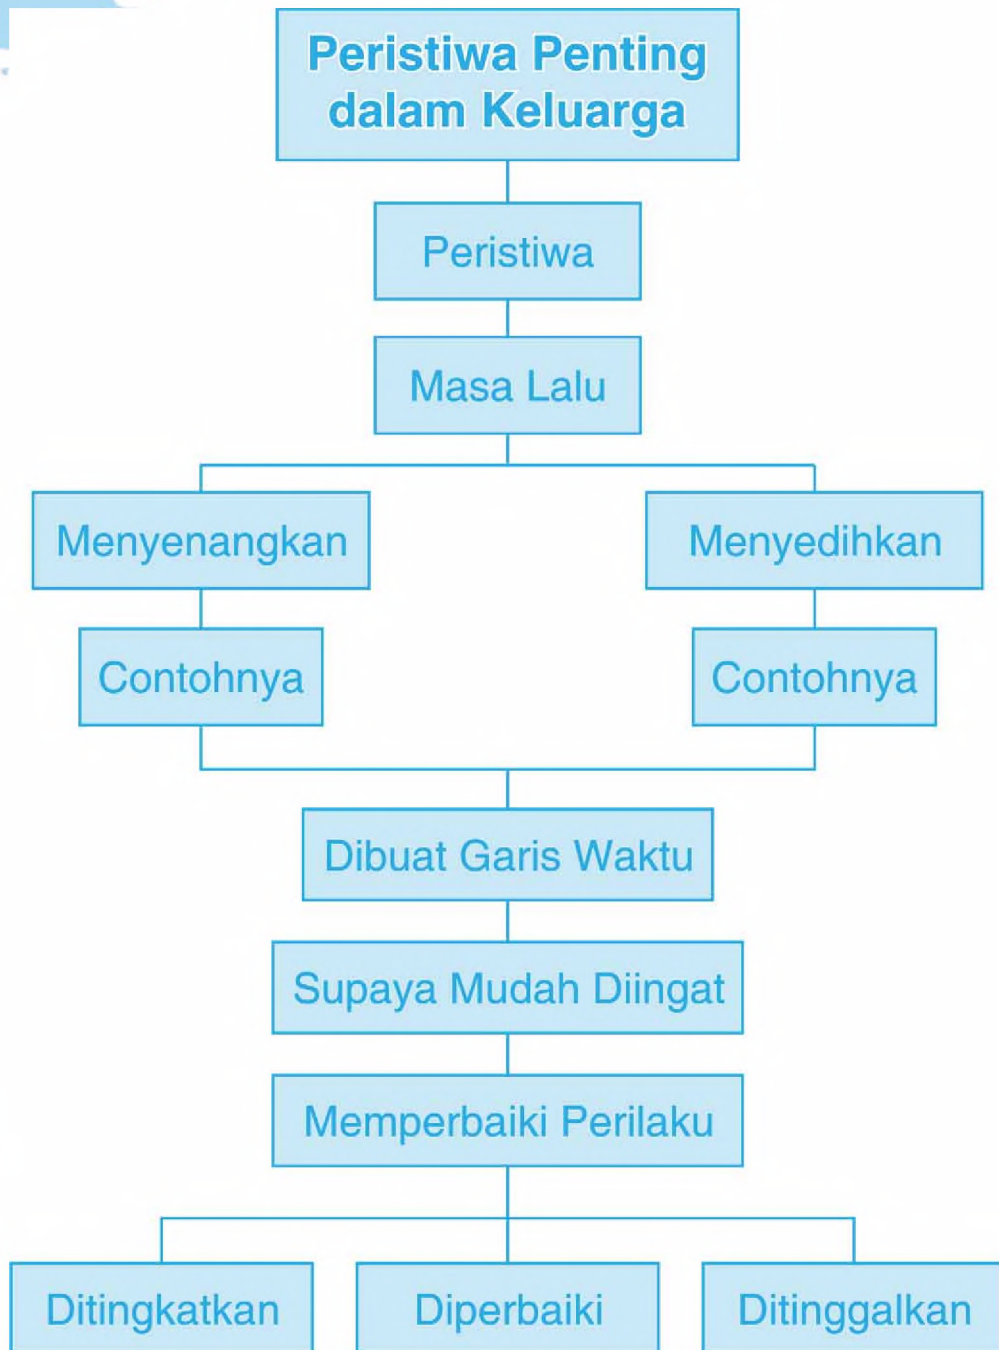 Peristiwa Penting
dalam Keluarga
Peristiwa
Masa Lalu
Menyenangkan
Menyedihkan
Contohnya
Contohnya
Dibuat Garis Waktu
Supaya Mudah Diingat
Memperbaiki Perilaku
Ditingkatkan
Diperbaiki
Ditinggalkan